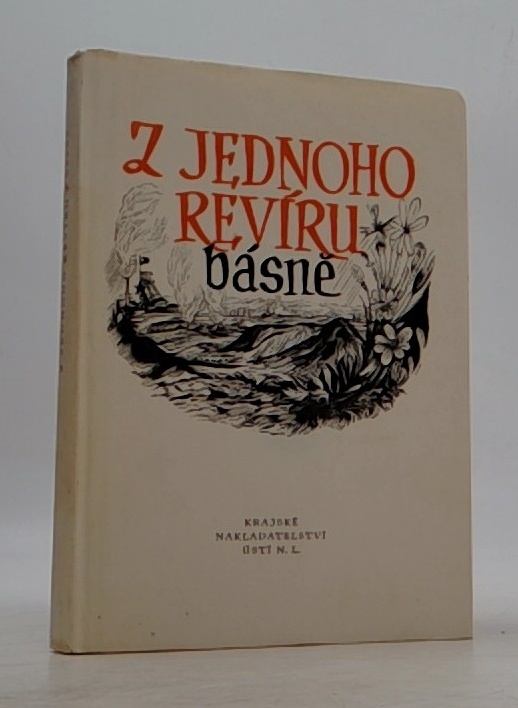 Z JEDNOHO
REVÍRU
básně
KRAJSKÉ
NAKLADATELSTVÍ
ÚSTÍ N. L.